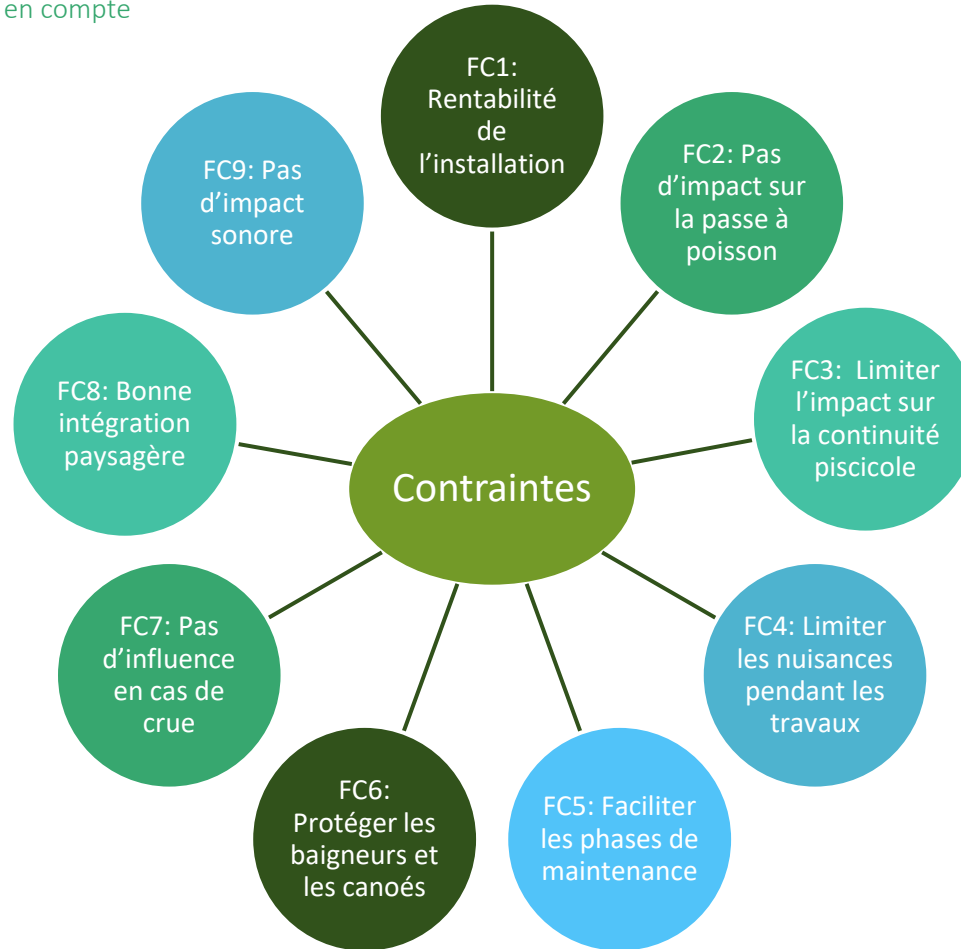 en compte
FC1:
Rentabilité
de
l’installation
FC2: Pas
d’impact sur
la passe à
poisson
FC3:  Limiter
l’impact sur
la continuité
piscicole
FC4: Limiter
les nuisances
pendant les
travaux
FC5: Faciliter
les phases de
maintenance
FC6:
Protéger les
baigneurs et
les canoés
FC7: Pas
d’influence
en cas de
crue
FC8: Bonne
intégration
paysagère
FC9: Pas
d’impact
sonore
Contraintes